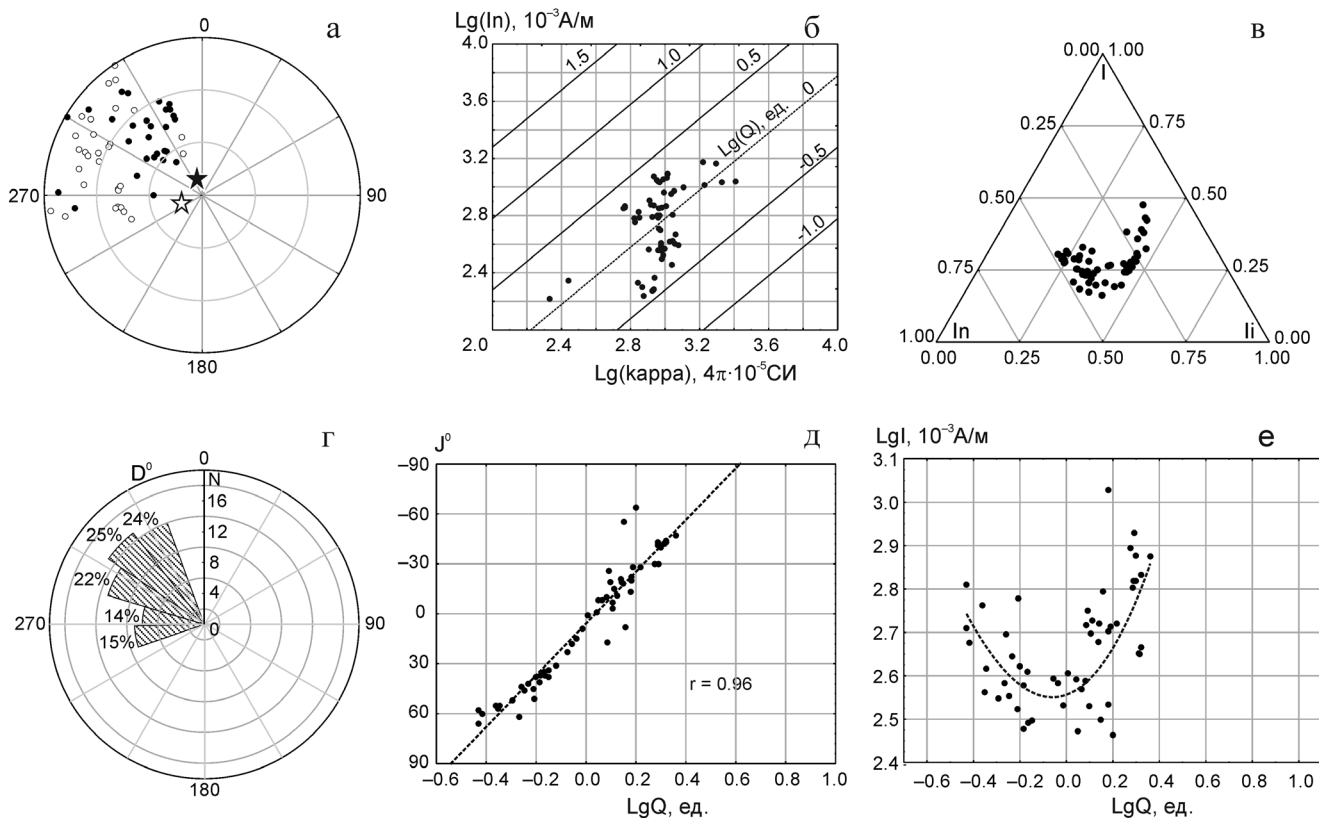 а
0
270
90
180
б
Lg(In), 10⁻³А/м
4.0
3.6
3.2
2.8
2.4
2.0
2.0
2.4
2.8
3.2
3.6
4.0
1.5
1.0
0.5
0
-0.5
-1.0
Lg(Q), ед.
Lg(kappa), 4π·10⁻⁵СИ
в
0.00 1.00
I
0.25 0.75
0.50 0.50
0.75 0.25
1.00 In Ii 0.00
0.00 0.25 0.50 0.75 1.00
г
0
D⁰
N
16
12
8
4
0
24%
25%
22%
14%
15%
270
90
180
д
J⁰
–90
–60
–30
0
30
60
90
r = 0.96
–0.6 –0.4 –0.2 0.0 0.2 0.4 0.6 0.8 1.0
LgQ, ед.
е
LgI, 10⁻³А/м
3.1
3.0
2.9
2.8
2.7
2.6
2.5
2.4
–0.6 –0.4 –0.2 0.0 0.2 0.4 0.6 0.8 1.0
LgQ, ед.